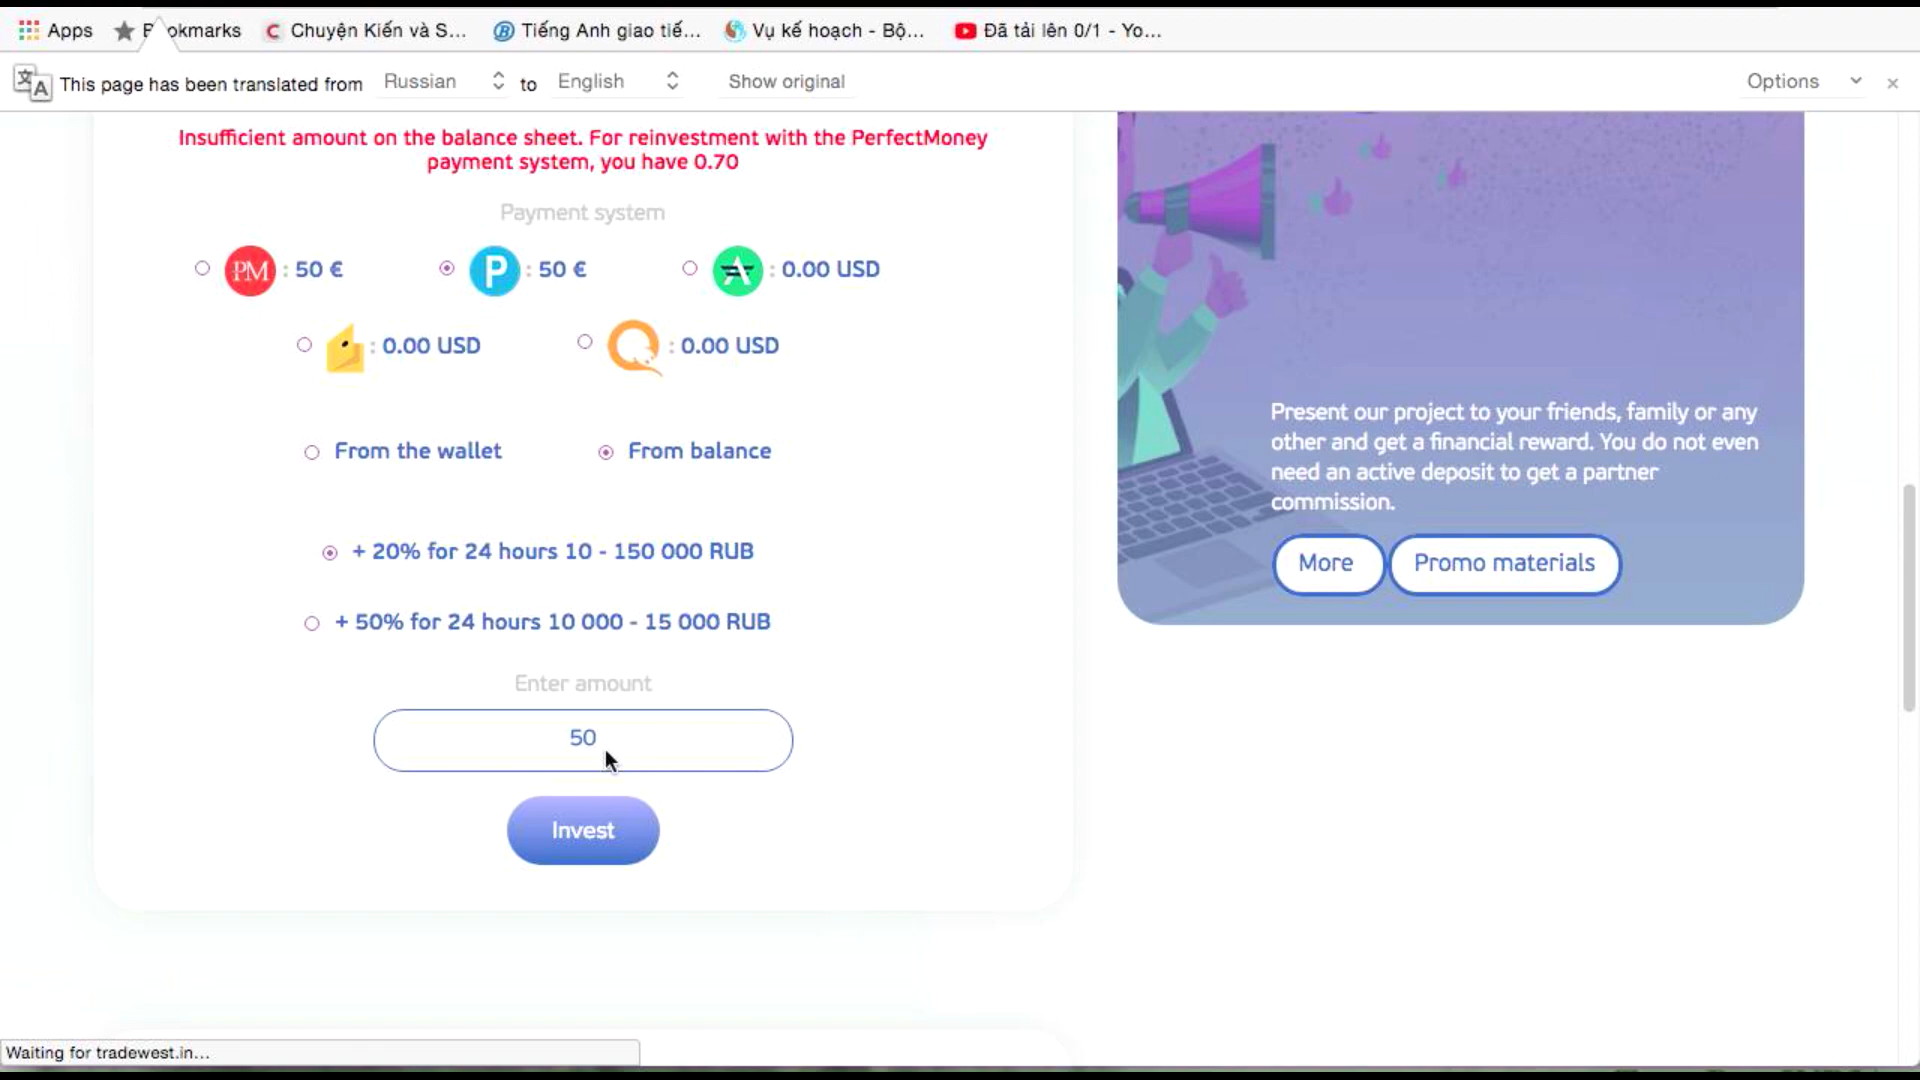 Apps
Bookmarks
Chuyện Kiến và S...
Tiếng Anh giao tiế...
Vụ kế hoạch - Bộ...
Đã tải lên 0/1 - Yo...
This page has been translated from Russian to English Show original Options
Insufficient amount on the balance sheet. For reinvestment with the PerfectMoney
payment system, you have 0.70
Payment system
PM : 50 €
P : 50 €
: 0.00 USD
: 0.00 USD
: 0.00 USD
From the wallet
From balance
+ 20% for 24 hours 10 - 150 000 RUB
+ 50% for 24 hours 10 000 - 15 000 RUB
Enter amount
50
Invest
Present our project to your friends, family or any
other and get a financial reward. You do not even
need an active deposit to get a partner
commission.
More
Promo materials
Waiting for tradewest.in...